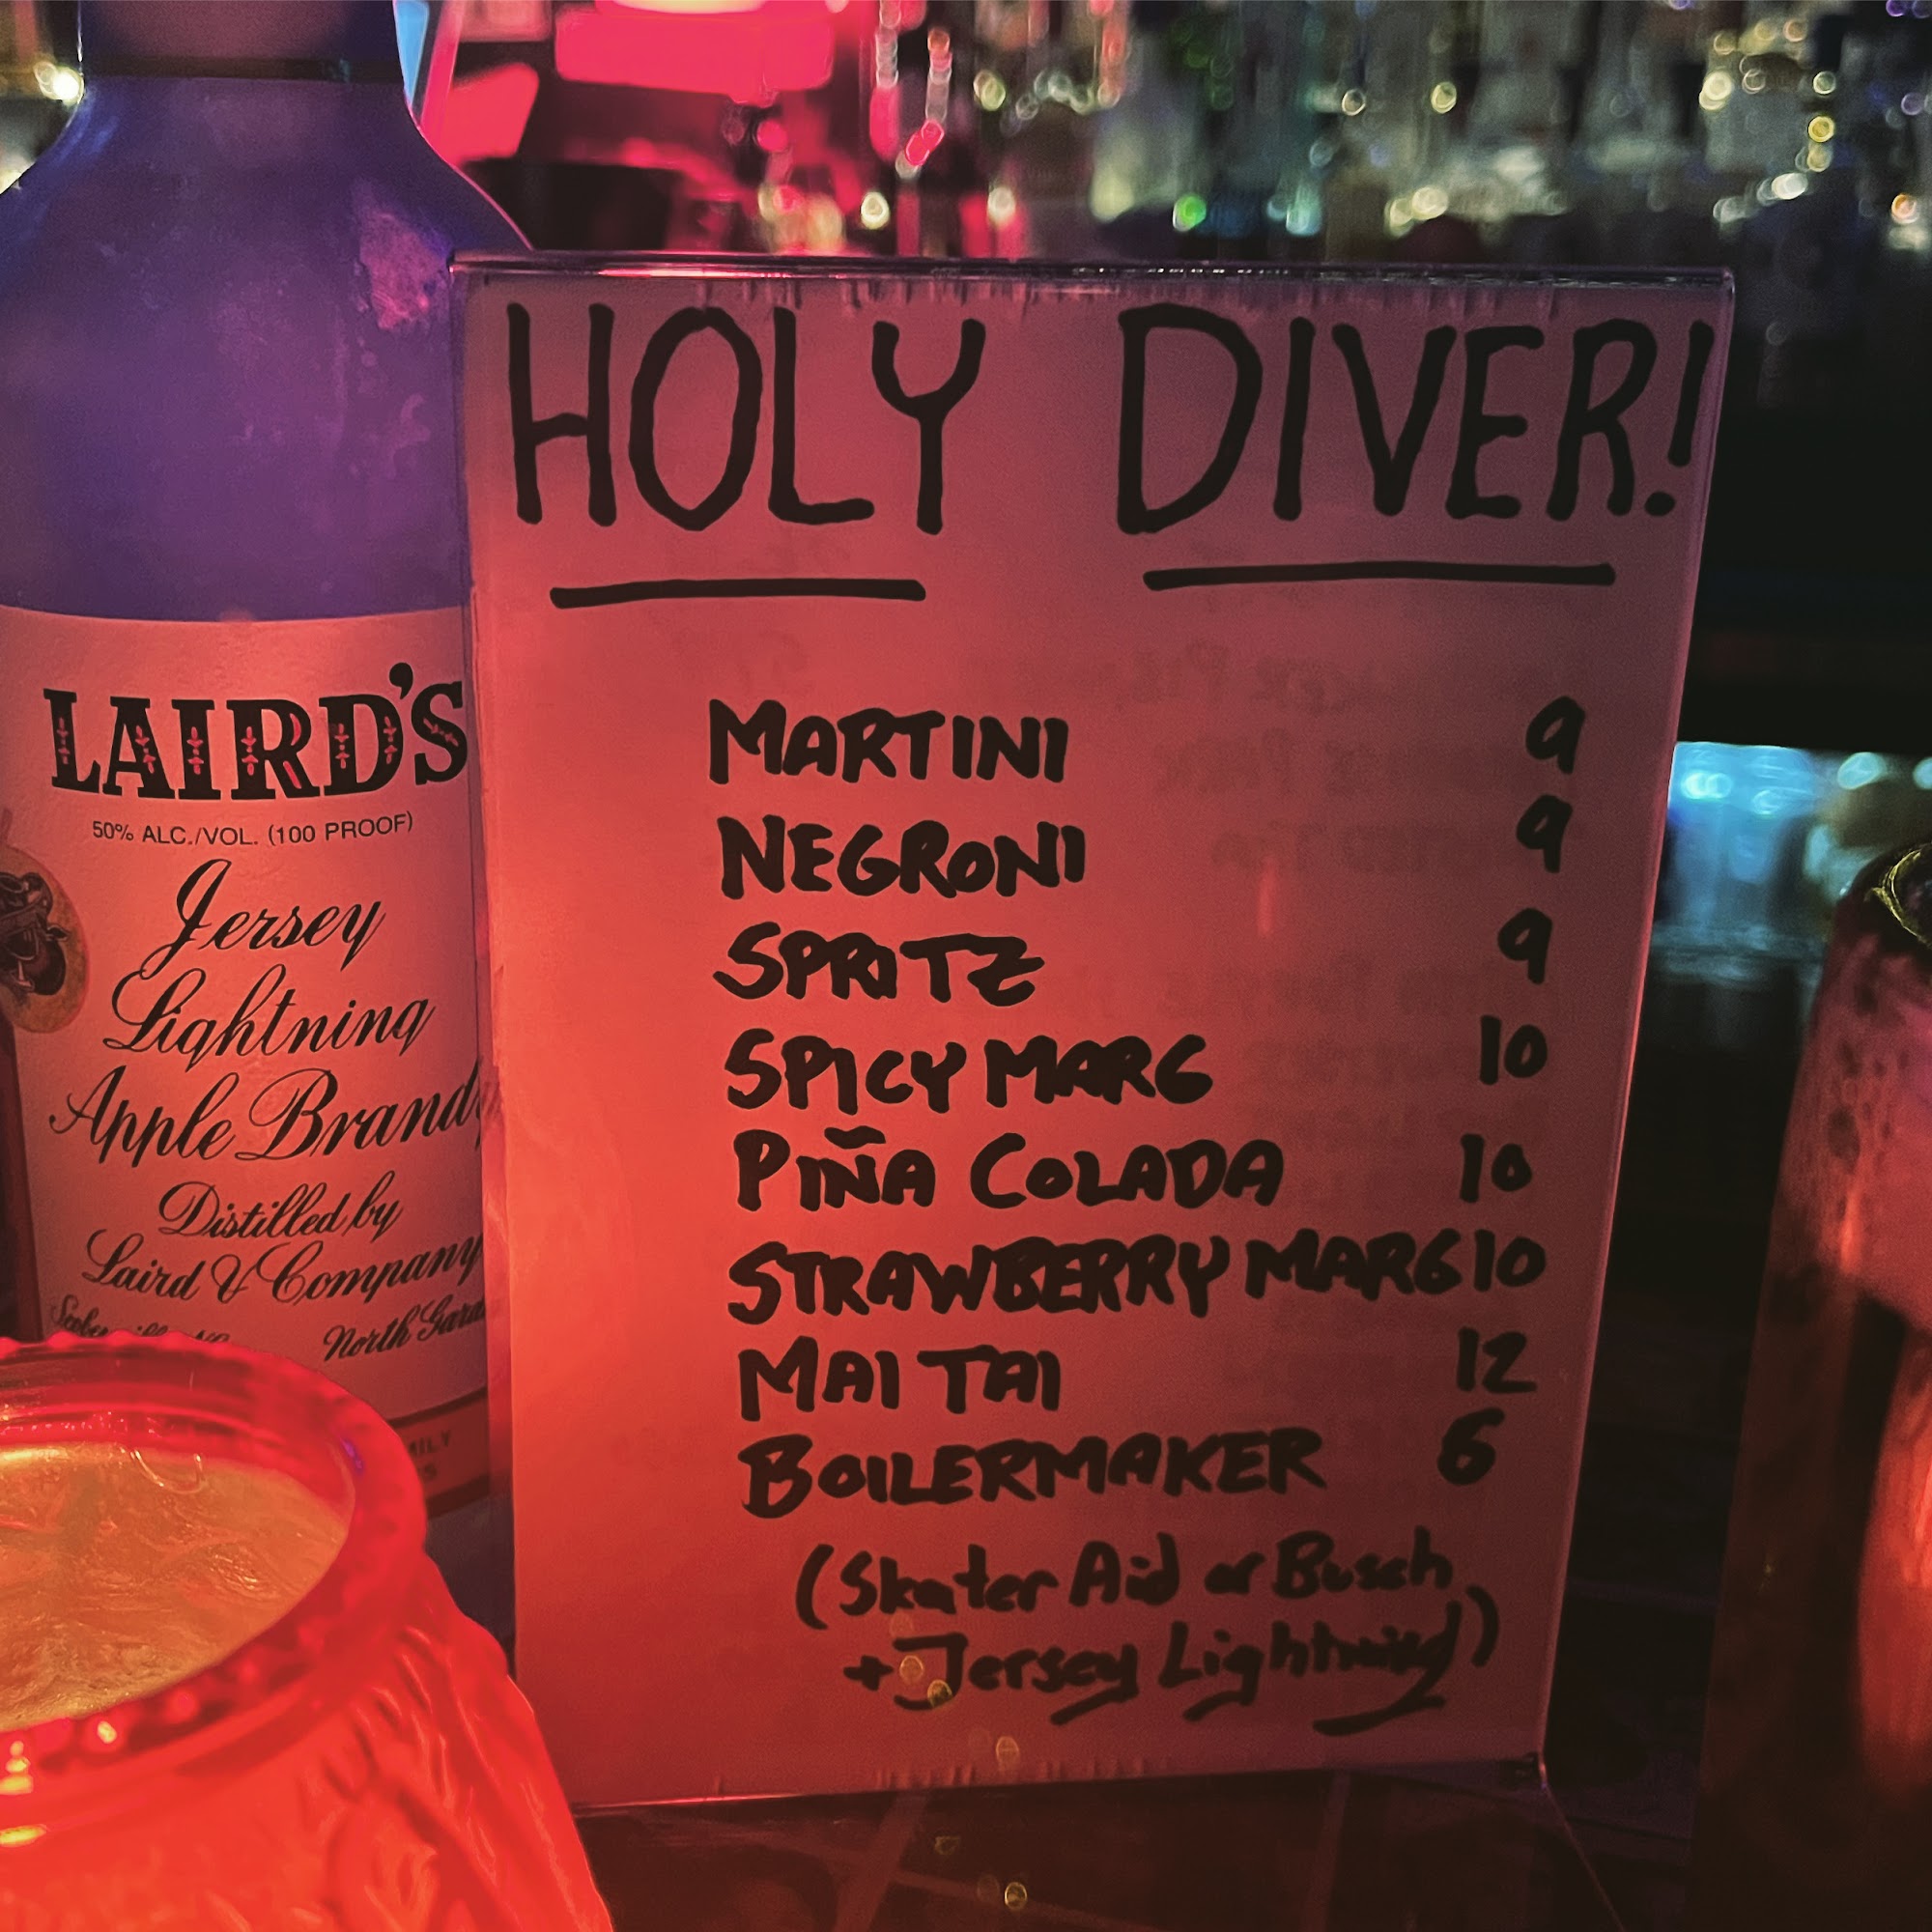 HOLY DIVER!
MARTINI 9
NEGRONI 9
SPRITZ 9
SPICY MARG 10
PIÑA COLADA 10
STRAWBERRY MARG 10
MAI TAI 12
BOILERMAKER 6
(Skater Aid or Busch
+ Jersey Lightning)
LAIRD'S
50% ALC./VOL. (100 PROOF)
Jersey
Lightning
Apple Brandy
Distilled by
Laird & Company
North